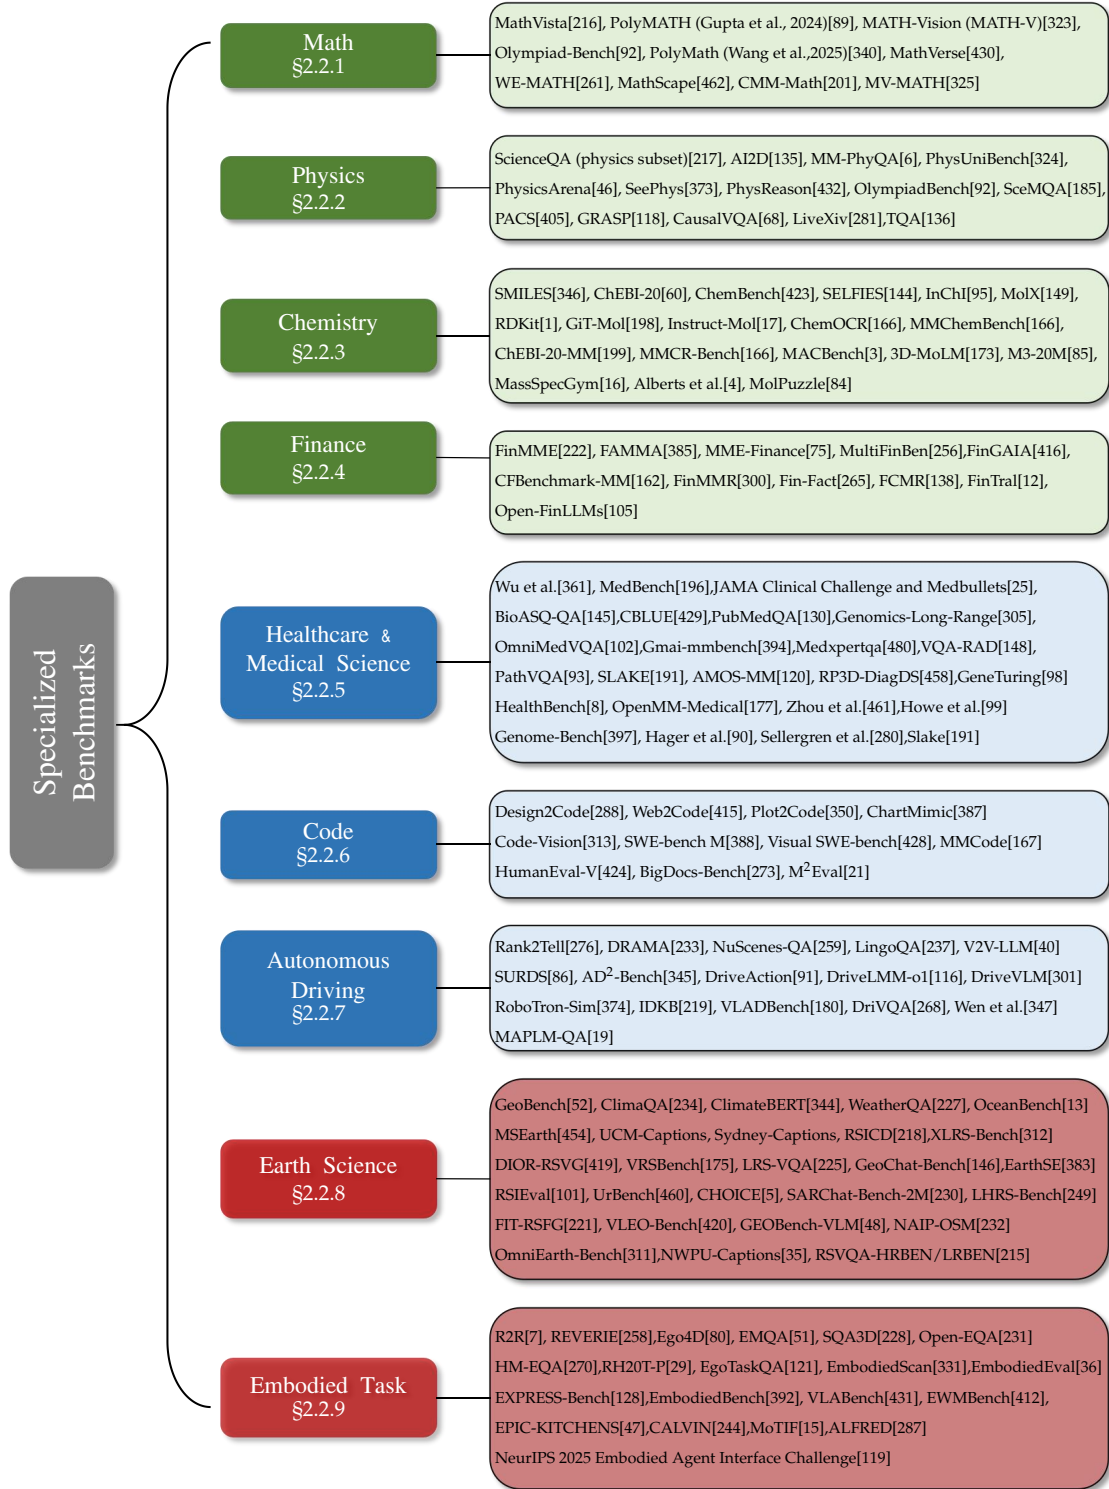 Specialized
Benchmarks
Math
§2.2.1
MathVista[216], PolyMATH (Gupta et al., 2024)[89], MATH-Vision (MATH-V)[323],
Olympiad-Bench[92], PolyMath (Wang et al.,2025)[340], MathVerse[430],
WE-MATH[261], MathScape[462], CMM-Math[201], MV-MATH[325]
Physics
§2.2.2
ScienceQA (physics subset)[217], AI2D[135], MM-PhyQA[6], PhysUniBench[324],
PhysicsArena[46], SeePhys[373], PhysReason[432], OlympiadBench[92], SceMQA[185],
PACS[405], GRASP[118], CausalVQA[68], LiveXiv[281],TQA[136]
Chemistry
§2.2.3
SMILES[346], ChEBI-20[60], ChemBench[423], SELFIES[144], InChI[95], MolX[149],
RDKit[1], GiT-Mol[198], Instruct-Mol[17], ChemOCR[166], MMChemBench[166],
ChEBI-20-MM[199], MMCR-Bench[166], MACBench[3], 3D-MoLM[173], M3-20M[85],
MassSpecGym[16], Alberts et al.[4], MolPuzzle[84]
Finance
§2.2.4
FinMME[222], FAMMA[385], MME-Finance[75], MultiFinBen[256],FinGAIA[416],
CFBenchmark-MM[162], FinMMR[300], Fin-Fact[265], FCMR[138], FinTral[12],
Open-FinLLMs[105]
Healthcare &
Medical Science
§2.2.5
Wu et al.[361], MedBench[196],JAMA Clinical Challenge and Medbullets[25],
BioASQ-QA[145],CBLUE[429],PubMedQA[130],Genomics-Long-Range[305],
OmniMedVQA[102],Gmai-mmbench[394],Medxpertqa[480],VQA-RAD[148],
PathVQA[93], SLAKE[191], AMOS-MM[120], RP3D-DiagDS[458],GeneTuring[98]
HealthBench[8], OpenMM-Medical[177], Zhou et al.[461],Howe et al.[99]
Genome-Bench[397], Hager et al.[90], Sellergren et al.[280],Slake[191]
Code
§2.2.6
Design2Code[288], Web2Code[415], Plot2Code[350], ChartMimic[387]
Code-Vision[313], SWE-bench M[388], Visual SWE-bench[428], MMCode[167]
HumanEval-V[424], BigDocs-Bench[273], M²Eval[21]
Autonomous
Driving
§2.2.7
Rank2Tell[276], DRAMA[233], NuScenes-QA[259], LingoQA[237], V2V-LLM[40]
SURDS[86], AD²-Bench[345], DriveAction[91], DriveLMM-o1[116], DriveVLM[301]
RoboTron-Sim[374], IDKB[219], VLADBench[180], DriVQA[268], Wen et al.[347]
MAPLM-QA[19]
Earth Science
§2.2.8
GeoBench[52], ClimaQA[234], ClimateBERT[344], WeatherQA[227], OceanBench[13]
MSEarth[454], UCM-Captions, Sydney-Captions, RSICD[218],XLRS-Bench[312]
DIOR-RSVG[419], VRSBench[175], LRS-VQA[225], GeoChat-Bench[146],EarthSE[383]
RSIEval[101], UrBench[460], CHOICE[5], SARChat-Bench-2M[230], LHRS-Bench[249]
FIT-RSFG[221], VLEO-Bench[420], GEOBench-VLM[48], NAIP-OSM[232]
OmniEarth-Bench[311],NWPU-Captions[35], RSVQA-HRBEN/LRBEN[215]
Embodied Task
§2.2.9
R2R[7], REVERIE[258],Ego4D[80], EMQA[51], SQA3D[228], Open-EQA[231]
HM-EQA[270],RH20T-P[29], EgoTaskQA[121], EmbodiedScan[331],EmbodiedEval[36]
EXPRESS-Bench[128],EmbodiedBench[392], VLABench[431], EWMBench[412],
EPIC-KITCHENS[47],CALVIN[244],MoTIF[15],ALFRED[287]
NeurIPS 2025 Embodied Agent Interface Challenge[119]